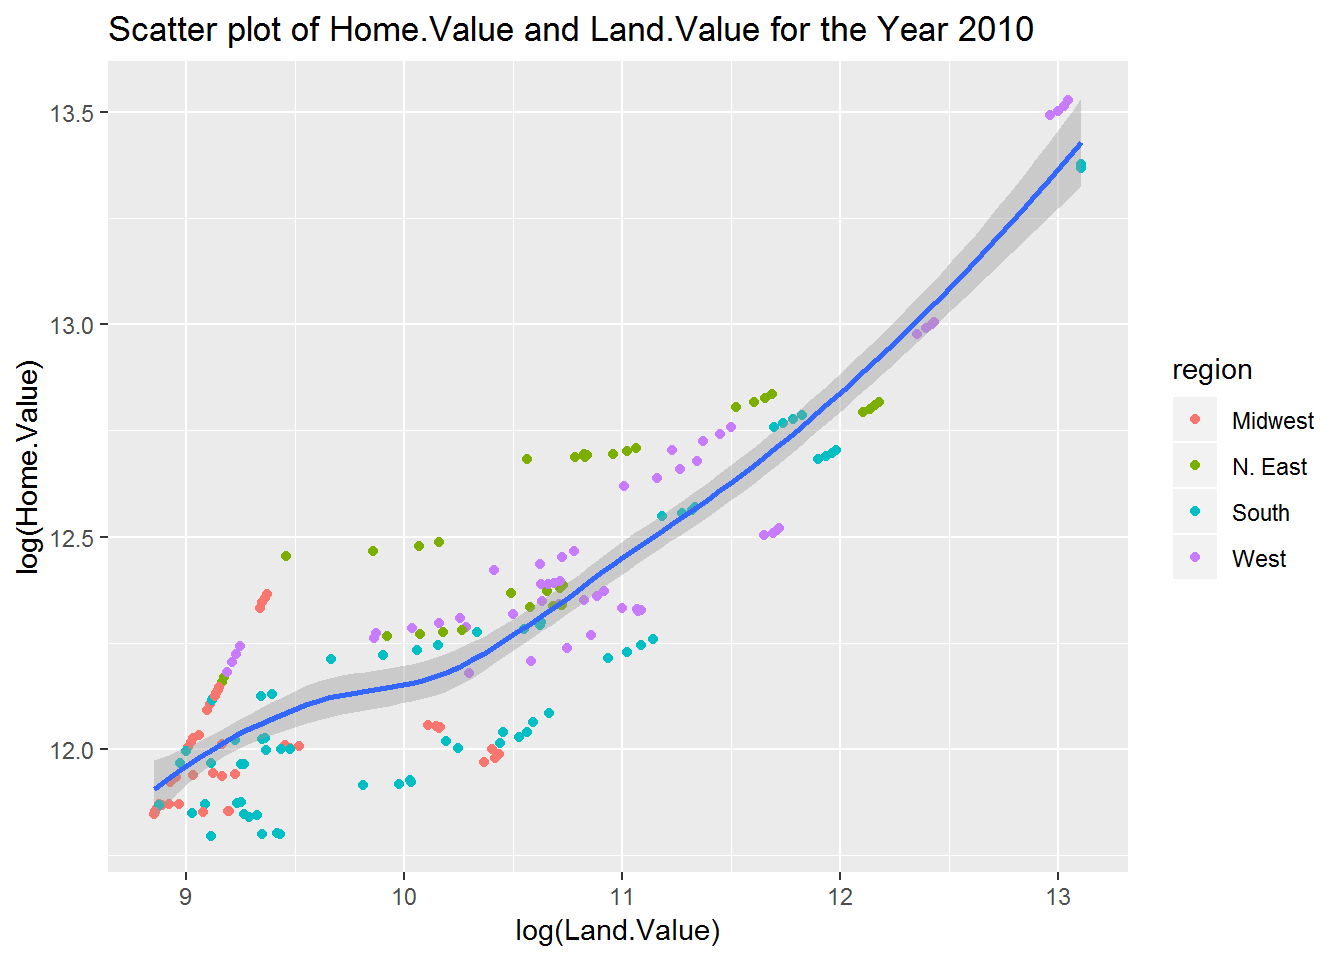 Scatter plot of Home.Value and Land.Value for the Year 2010
13.5
13.0
12.5
12.0
log(Home.Value)
9 10 11 12 13
log(Land.Value)
region
Midwest
N. East
South
West